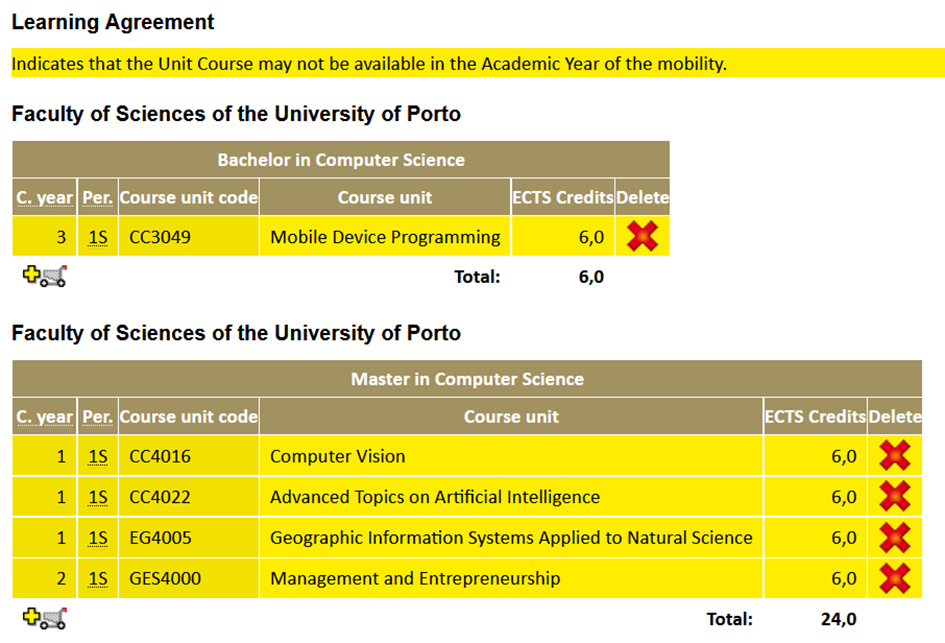 Learning Agreement
Indicates that the Unit Course may not be available in the Academic Year of the mobility.
Faculty of Sciences of the University of Porto
Bachelor in Computer Science
C. year Per. Course unit code Course unit ECTS Credits Delete
3 1S CC3049 Mobile Device Programming 6,0
Total: 6,0
Faculty of Sciences of the University of Porto
Master in Computer Science
C. year Per. Course unit code Course unit ECTS Credits Delete
1 1S CC4016 Computer Vision 6,0
1 1S CC4022 Advanced Topics on Artificial Intelligence 6,0
1 1S EG4005 Geographic Information Systems Applied to Natural Science 6,0
2 1S GES4000 Management and Entrepreneurship 6,0
Total: 24,0